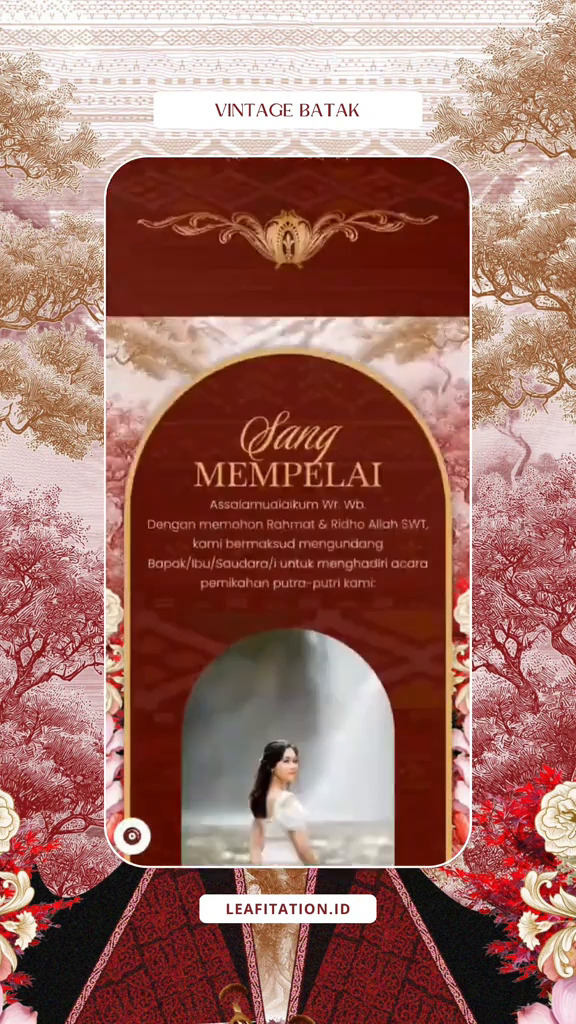 VINTAGE BATAK
Sang
MEMPELAI
Assalamualaikum Wr. Wb.
Dengan memohon Rahmat & Ridho Allah SWT,
kami bermaksud mengundang
Bapak/Ibu/Saudara/i untuk menghadiri acara
pernikahan putra-putri kami:
LEAFITATION.ID